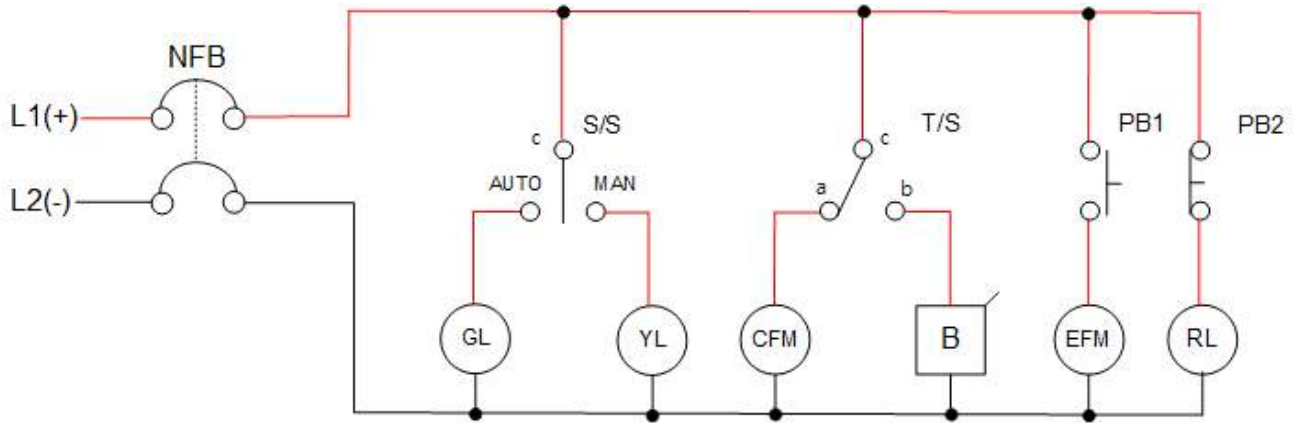 NFB
L1(+)
S/S
T/S
PB1
PB2
c
c
AUTO
MAN
a
b
L2(-)
GL
YL
CFM
B
EFM
RL